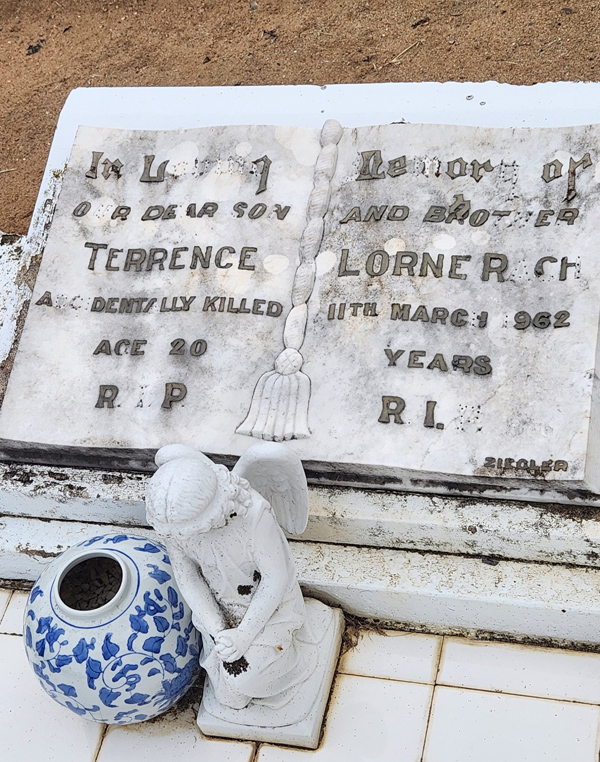 In Loving Memory of
OUR DEAR SON AND BROTHER
TERRENCE LORNE
ACCIDENTALLY KILLED 11TH MARCH 1962
AGE 20 YEARS
R.I.P. R.I.P.
ZIEGLER